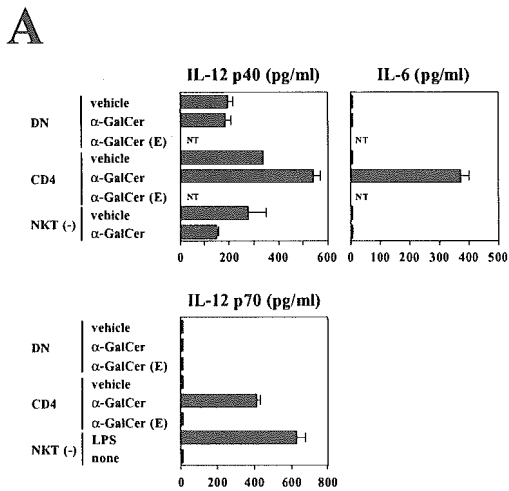 A
IL-12 p40 (pg/ml)
IL-6 (pg/ml)
DN
vehicle
α-GalCer
α-GalCer (E)
NT
NT
CD4
vehicle
α-GalCer
α-GalCer (E)
NT
NT
NKT (-)
vehicle
α-GalCer
0 200 400 600
0 100 200 300 400 500
IL-12 p70 (pg/ml)
DN
vehicle
α-GalCer
α-GalCer (E)
CD4
vehicle
α-GalCer
α-GalCer (E)
NKT (-)
LPS
none
0 200 400 600 800